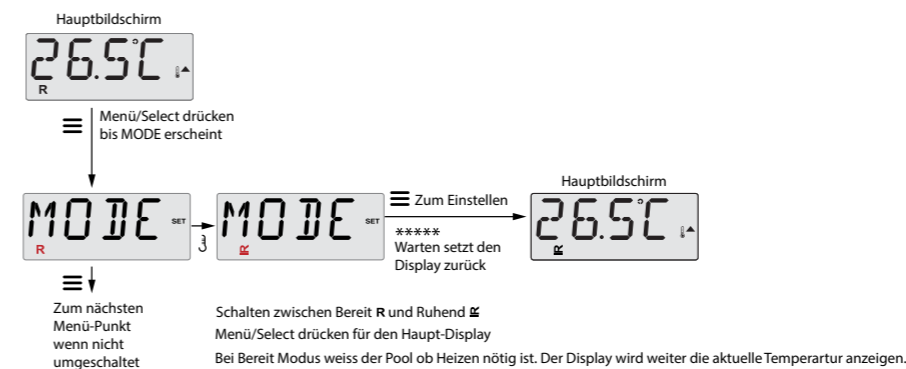 Hauptbildschirm
26.5°C
R
Menü/Select drücken
bis MODE erscheint
MODE SET
R
MODE SET
R
Zum Einstellen
*****
Warten setzt den
Display zurück
Hauptbildschirm
26.5°C
R
Zum nächsten
Menü-Punkt
wenn nicht
umgeschaltet
Schalten zwischen Bereit R und Ruhend R
Menü/Select drücken für den Haupt-Display
Bei Bereit Modus weiss der Pool ob Heizen nötig ist. Der Display wird weiter die aktuelle Temperartur anzeigen.